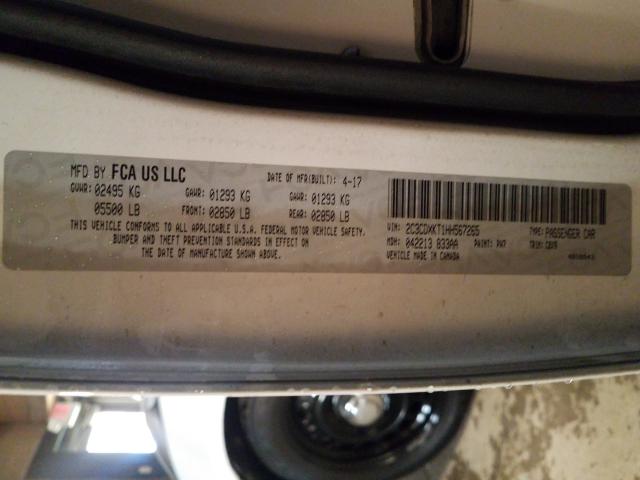 MFD BY FCA US LLC DATE OF MFR(BUILT): 4-17
GVWR: 02495 KG GAWR: 01293 KG GAWR: 01293 KG
05500 LB FRONT: 02850 LB REAR: 02850 LB
THIS VEHICLE CONFORMS TO ALL APPLICABLE U.S.A. FEDERAL MOTOR VEHICLE SAFETY,
BUMPER AND THEFT PREVENTION STANDARDS IN EFFECT ON
THE DATE OF MANUFACTURE SHOWN ABOVE.
VIN: 2C3CDXKT1HH567265 TYPE: PASSENGER CAR
MDH: 042213 833AA PAINT: PW7 TRIM:
VEHICLE MADE IN CANADA